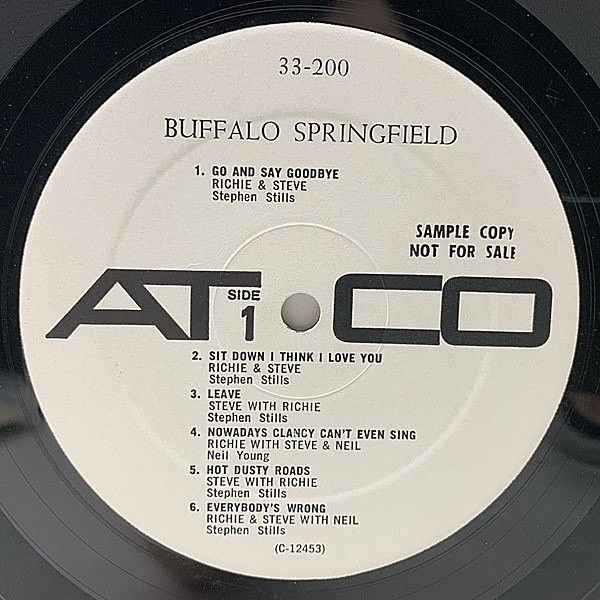 33-200
BUFFALO SPRINGFIELD
1. GO AND SAY GOODBYE
RICHIE & STEVE
Stephen Stills
SAMPLE COPY
NOT FOR SALE
ATCO
SIDE
1
2. SIT DOWN I THINK I LOVE YOU
RICHIE & STEVE
Stephen Stills
3. LEAVE
STEVE WITH RICHIE
Stephen Stills
4. NOWADAYS CLANCY CAN'T EVEN SING
RICHIE WITH STEVE & NEIL
Neil Young
5. HOT DUSTY ROADS
STEVE WITH RICHIE
Stephen Stills
6. EVERYBODY'S WRONG
RICHIE & STEVE WITH NEIL
Stephen Stills
(C-12453)